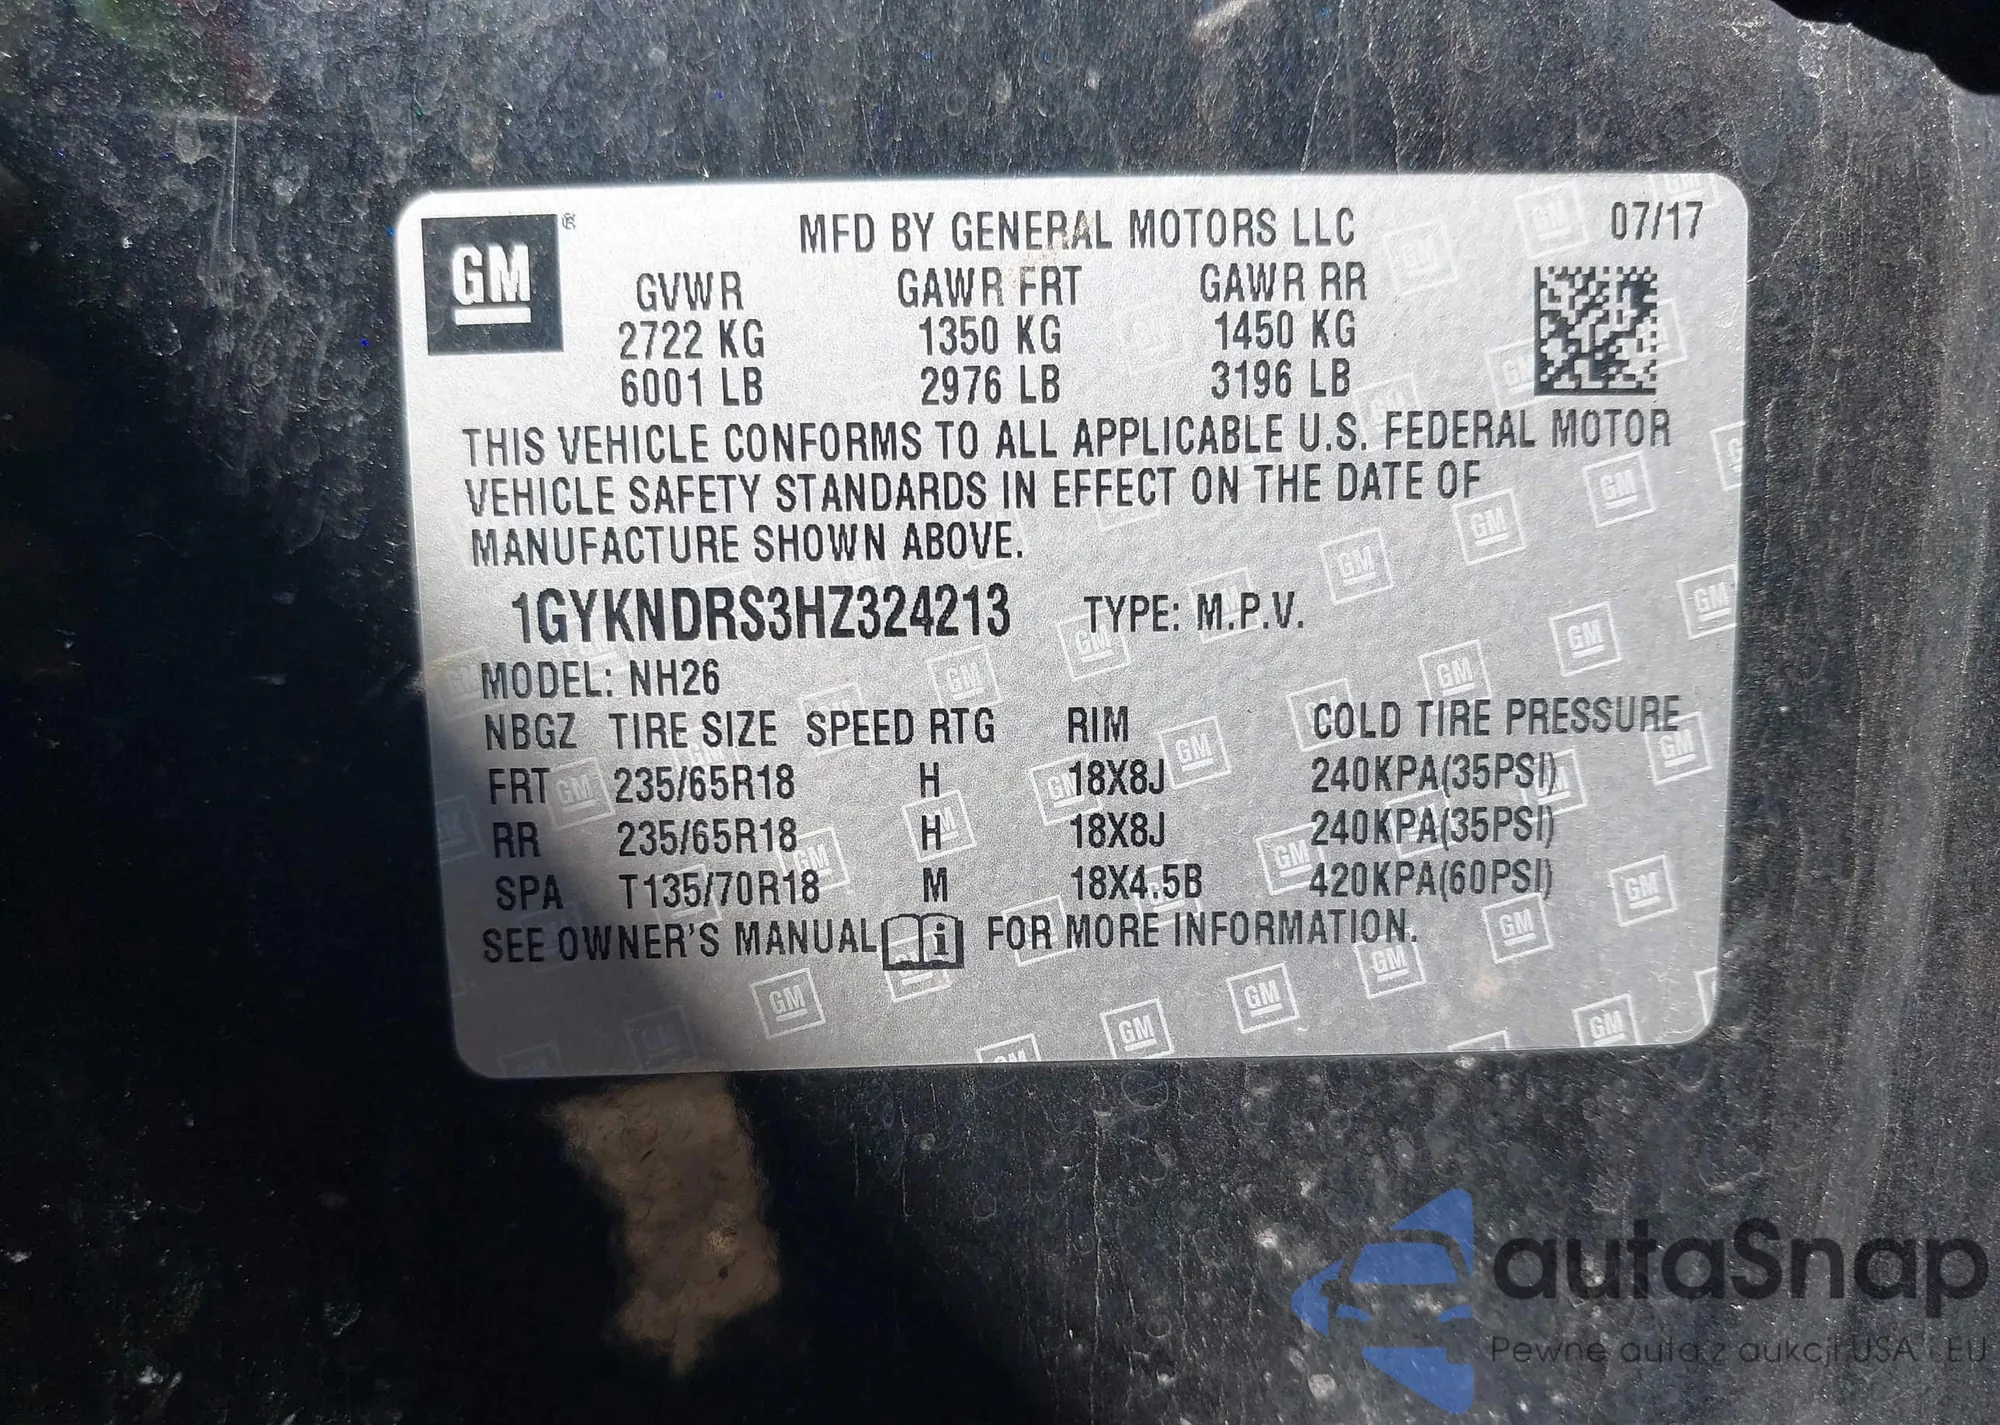 GM ®
MFD BY GENERAL MOTORS LLC 07/17
GVWR GAWR FRT GAWR RR
2722 KG 1350 KG 1450 KG
6001 LB 2976 LB 3196 LB
THIS VEHICLE CONFORMS TO ALL APPLICABLE U.S. FEDERAL MOTOR
VEHICLE SAFETY STANDARDS IN EFFECT ON THE DATE OF
MANUFACTURE SHOWN ABOVE.
1GYKNDRS3HZ324213 TYPE: M.P.V.
MODEL: NH26
NBGZ TIRE SIZE SPEED RTG RIM COLD TIRE PRESSURE
FRT 235/65R18 H 18X8J 240KPA(35PSI)
RR 235/65R18 H 18X8J 240KPA(35PSI)
SPA T135/70R18 M 18X4.5B 420KPA(60PSI)
SEE OWNER'S MANUAL i FOR MORE INFORMATION.
autaSnap
Pewne auta z aukcji USA i EU